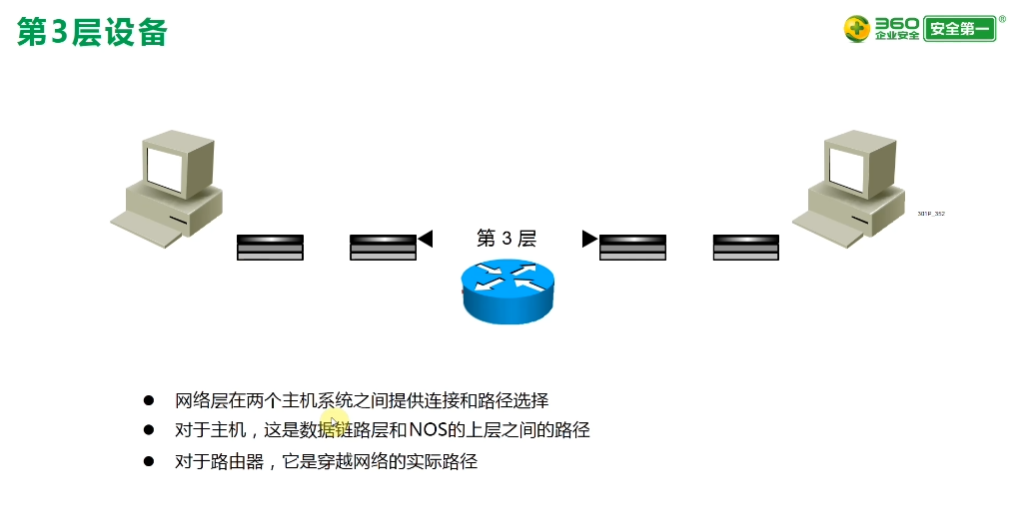 第3层设备
360
企业安全
安全第一
®
301P_352
第 3 层
● 网络层在两个主机系统之间提供连接和路径选择
● 对于主机，这是数据链路层和NOS的上层之间的路径
● 对于路由器，它是穿越网络的实际路径